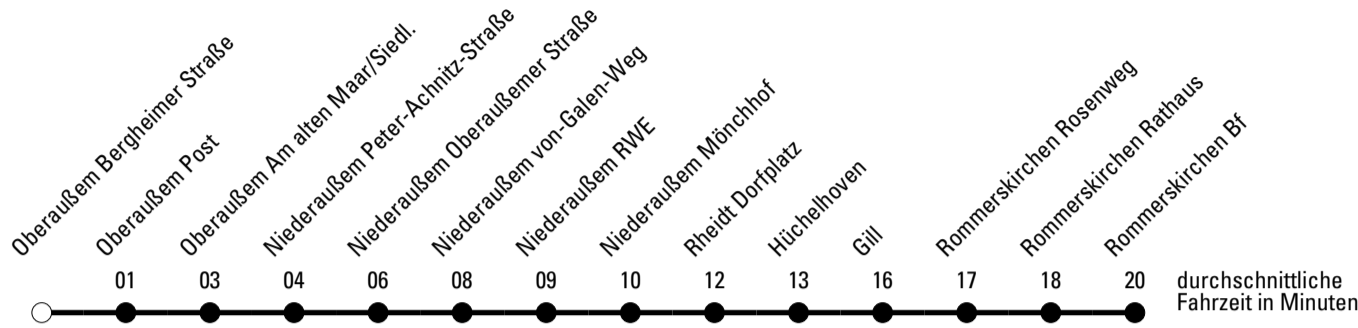 Oberaußem Bergheimer Straße
Oberaußem Post
Oberaußem Am alten Maar/Siedl.
Niederaußem Peter-Achnitz-Straße
Niederaußem Oberaußemer Straße
Niederaußem von-Galen-Weg
Niederaußem RWE
Niederaußem Mönchhof
Rheidt Dorfplatz
Hüchelhoven
Gill
Rommerskirchen Rosenweg
Rommerskirchen Rathaus
Rommerskirchen Bf
01 03 04 06 08 09 10 12 13 16 17 18 20
durchschnittliche
Fahrzeit in Minuten